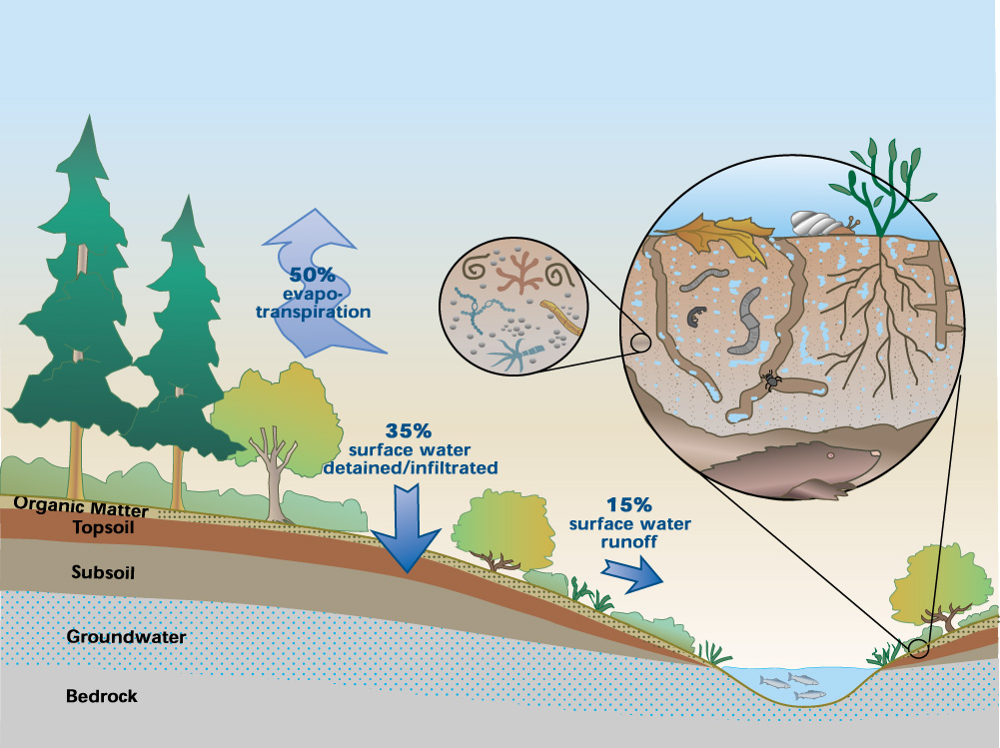 50%
evapo-
transpiration
35%
surface water
detained/infiltrated
15%
surface water
runoff
Organic Matter
Topsoil
Subsoil
Groundwater
Bedrock